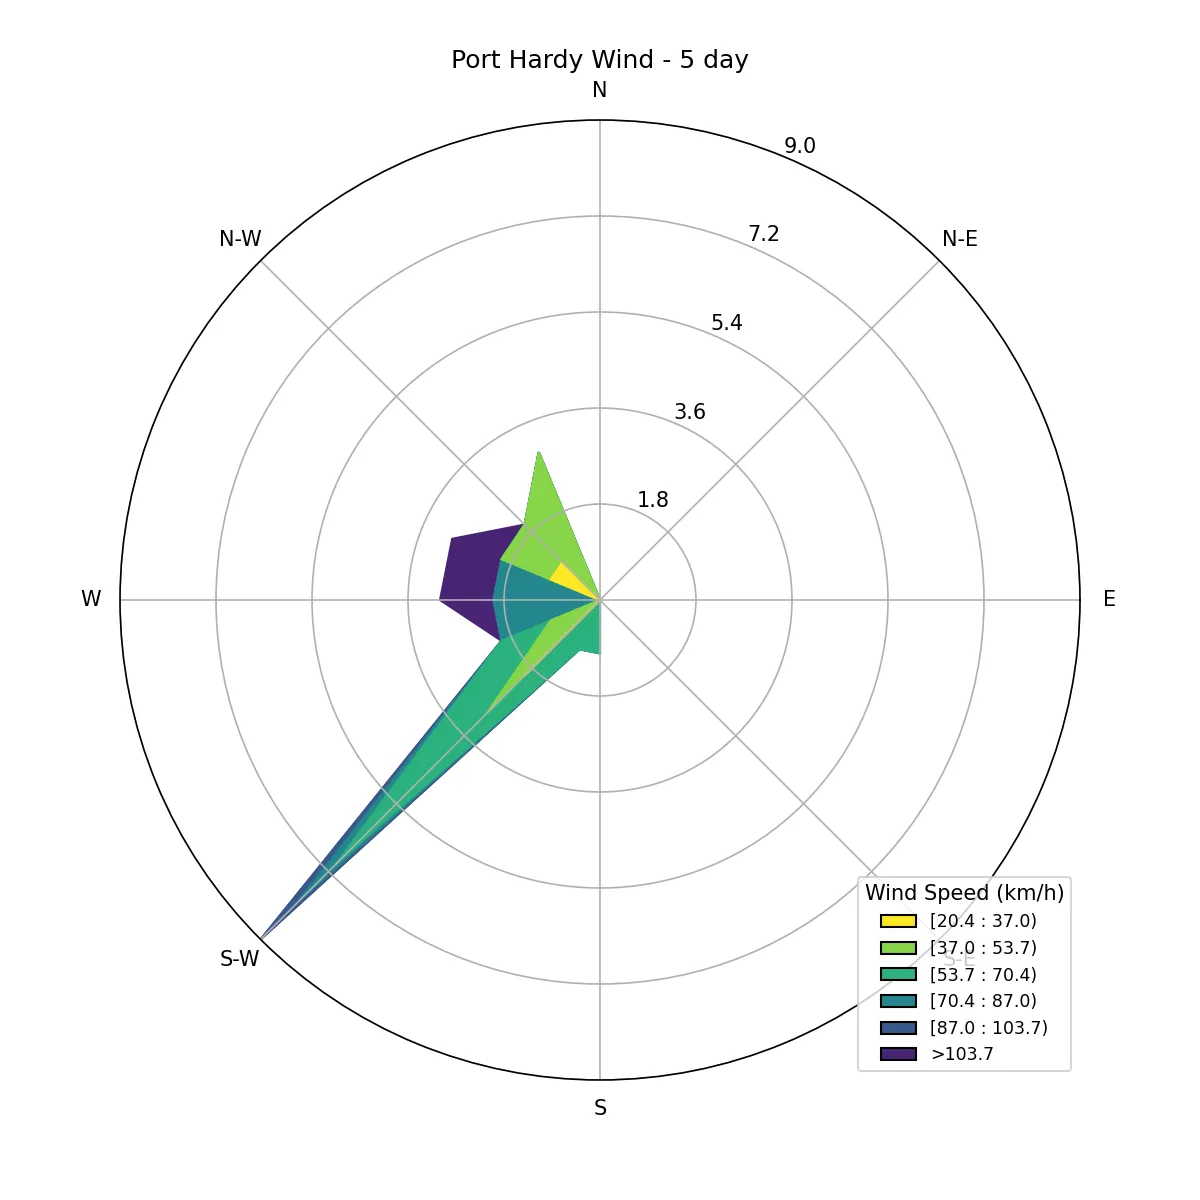 Port Hardy Wind - 5 day
N
9.0
7.2
N-W
N-E
5.4
3.6
1.8
W
E
Wind Speed (km/h)
[20.4 : 37.0)
[37.0 : 53.7)
S-W
S-E
[53.7 : 70.4)
[70.4 : 87.0)
[87.0 : 103.7)
>103.7
S